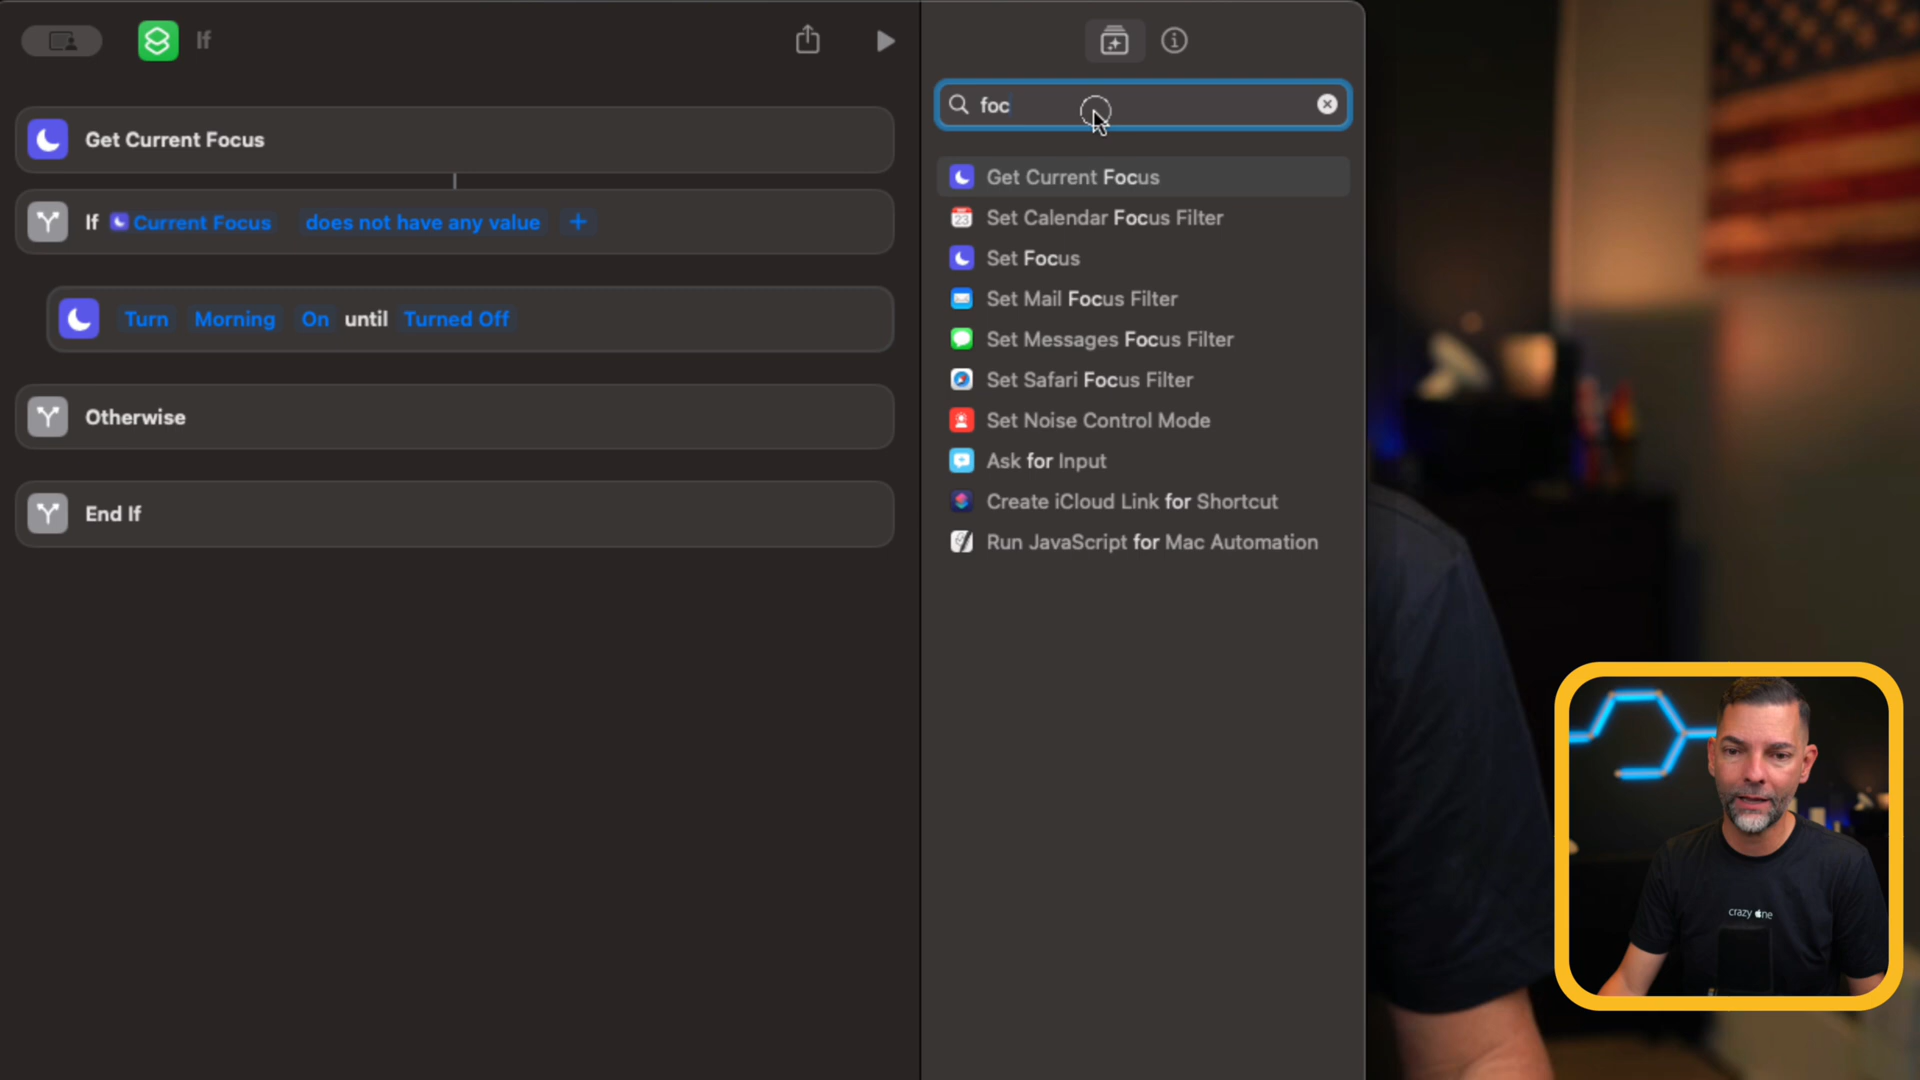 If
Get Current Focus
If Current Focus does not have any value +
Turn Morning On until Turned Off
Otherwise
End If
foc
Get Current Focus
23
Set Calendar Focus Filter
Set Focus
Set Mail Focus Filter
Set Messages Focus Filter
Set Safari Focus Filter
Set Noise Control Mode
Ask for Input
Create iCloud Link for Shortcut
Run JavaScript for Mac Automation
crazy ne